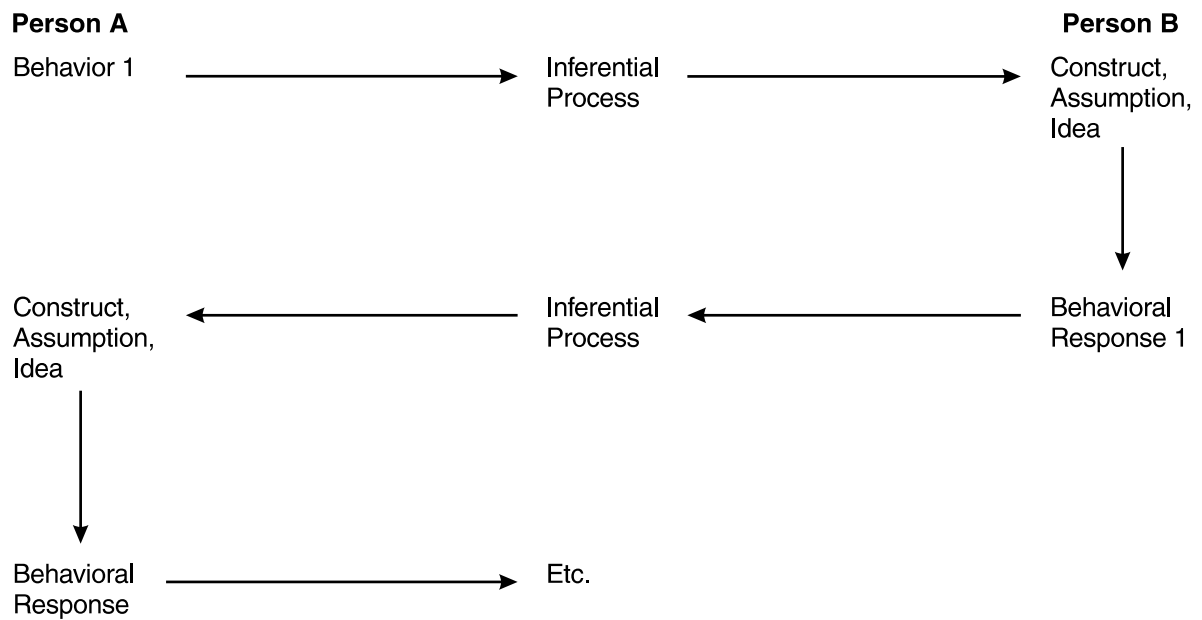 Person A
Person B
Behavior 1
Inferential
Process
Construct,
Assumption,
Idea
Construct,
Assumption,
Idea
Inferential
Process
Behavioral
Response 1
Behavioral
Response
Etc.